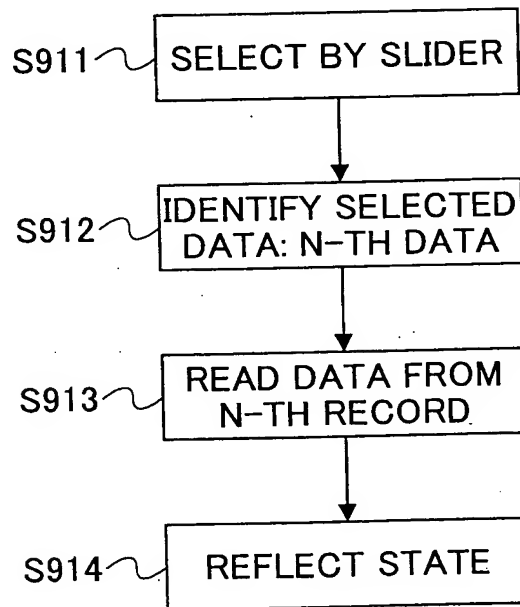 S911 SELECT BY SLIDER
S912 IDENTIFY SELECTED
DATA: N-TH DATA
S913 READ DATA FROM
N-TH RECORD
S914 REFLECT STATE